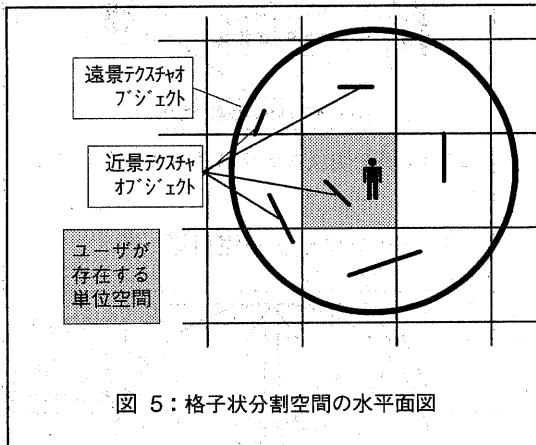 遠景テクスチャオ
ブジェクト
近景テクスチャ
オブジェクト
ユーザが
存在する
単位空間
図 5：格子状分割空間の水平面図